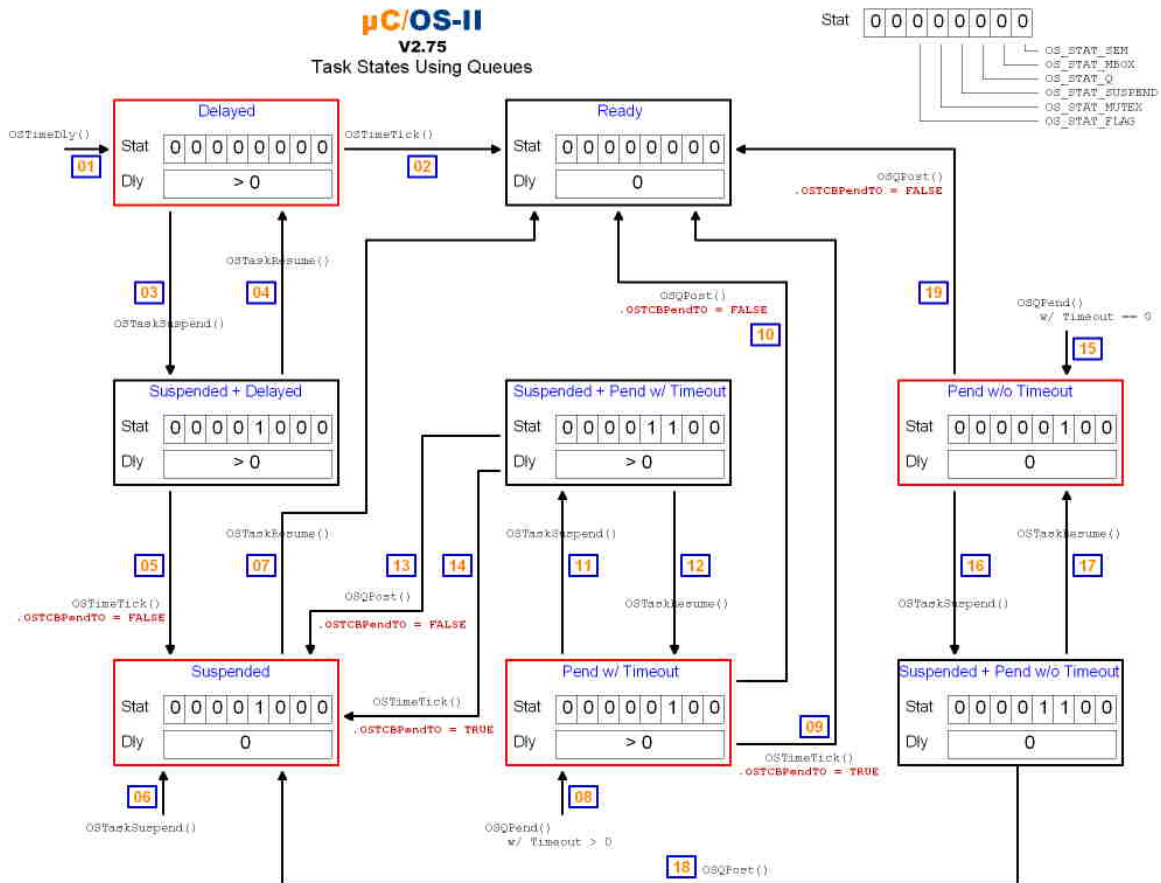 µC/OS-II
V2.75
Task States Using Queues
Stat 0 0 0 0 0 0 0 0
OS_STAT_SEM
OS_STAT_MBOX
OS_STAT_Q
OS_STAT_SUSPEND
OS_STAT_MUTEX
OS_STAT_FLAG
OSTimeDly()
01
Delayed
Stat 0 0 0 0 0 0 0 0
Dly > 0
OSTimeTick()
02
Ready
Stat 0 0 0 0 0 0 0 0
Dly 0
OSQPost()
.OSTCBPendTO = FALSE
19
03
OSTaskSuspend()
OSTaskResume()
04
OSQPost()
.OSTCBPendTO = FALSE
10
OSQPend()
w/ Timeout == 0
15
Suspended + Delayed
Stat 0 0 0 0 1 0 0 0
Dly > 0
Suspended + Pend w/ Timeout
Stat 0 0 0 0 1 1 0 0
Dly > 0
Pend w/o Timeout
Stat 0 0 0 0 0 1 0 0
Dly 0
05
OSTimeTick()
.OSTCBPendTO = FALSE
OSTaskResume()
07
13
OSQPost()
.OSTCBPendTO = FALSE
14
OSTimeTick()
.OSTCBPendTO = TRUE
OSTaskSuspend()
11
12
OSTaskResume()
16
OSTaskSuspend()
OSTaskResume()
17
Suspended
Stat 0 0 0 0 1 0 0 0
Dly 0
Pend w/ Timeout
Stat 0 0 0 0 0 1 0 0
Dly > 0
09
OSTimeTick()
.OSTCBPendTO = TRUE
Suspended + Pend w/o Timeout
Stat 0 0 0 0 1 1 0 0
Dly 0
06
OSTaskSuspend()
08
OSQPend()
w/ Timeout > 0
18 OSQPost()